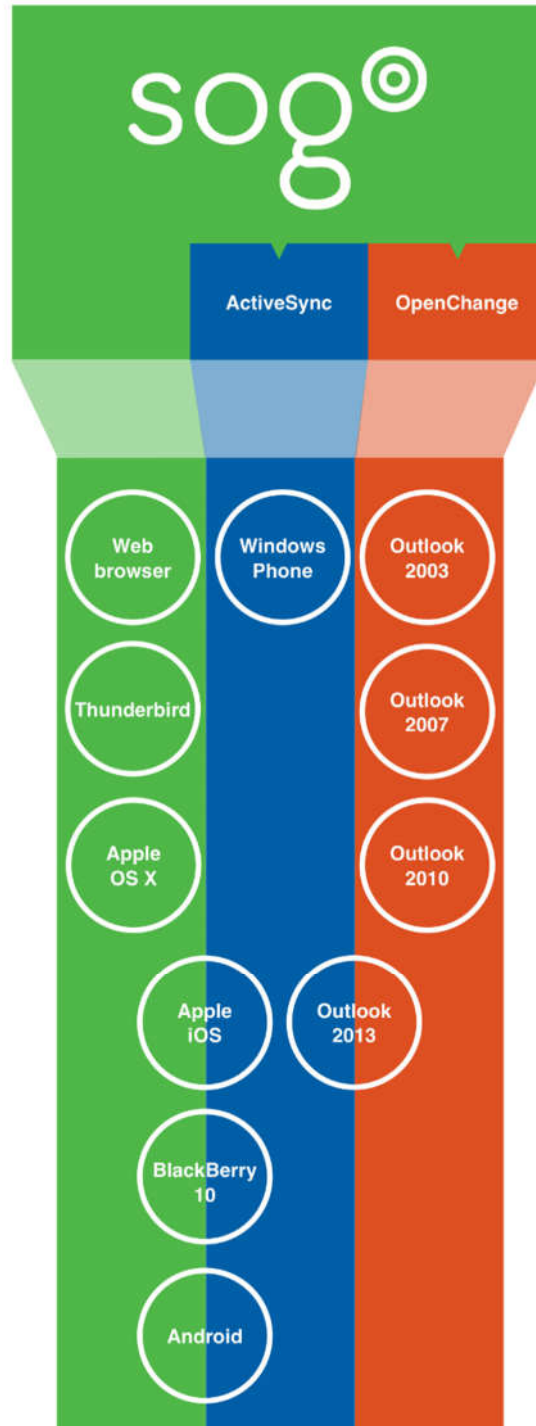 sogo
ActiveSync
OpenChange
Web
browser
Windows
Phone
Outlook
2003
Thunderbird
Outlook
2007
Apple
OS X
Outlook
2010
Apple
iOS
Outlook
2013
BlackBerry
10
Android